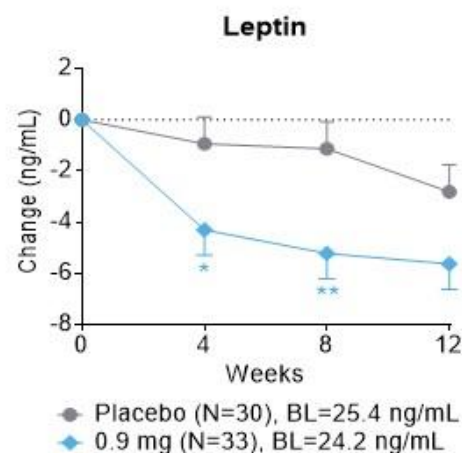 Leptin
2
0
-2
-4
-6
-8
Change (ng/mL)
*
**
0 4 8 12
Weeks
Placebo (N=30), BL=25.4 ng/mL
0.9 mg (N=33), BL=24.2 ng/mL